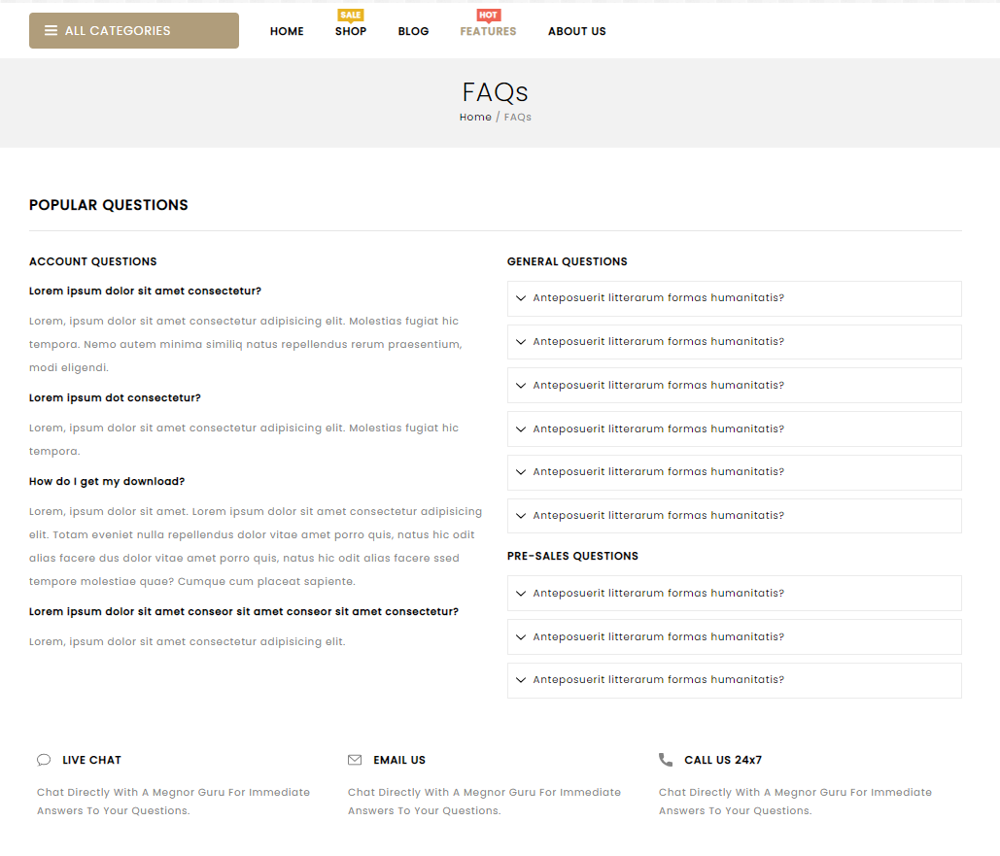 ALL CATEGORIES
HOME
SALE
SHOP
BLOG
HOT
FEATURES
ABOUT US
FAQs
Home / FAQs
POPULAR QUESTIONS
ACCOUNT QUESTIONS
Lorem ipsum dolor sit amet consectetur?
Lorem, ipsum dolor sit amet consectetur adipisicing elit. Molestias fugiat hic
tempora. Nemo autem minima similiq natus repellendus rerum praesentium,
modi eligendi.
Lorem ipsum dot consectetur?
Lorem, ipsum dolor sit amet consectetur adipisicing elit. Molestias fugiat hic
tempora.
How do I get my download?
Lorem, ipsum dolor sit amet. Lorem ipsum dolor sit amet consectetur adipisicing
elit. Totam eveniet nulla repellendus dolor vitae amet porro quis, natus hic odit
alias facere dus dolor vitae amet porro quis, natus hic odit alias facere ssed
tempore molestiae quae? Cumque cum placeat sapiente.
Lorem ipsum dolor sit amet conseor sit amet conseor sit amet consectetur?
Lorem, ipsum dolor sit amet consectetur adipisicing elit.
GENERAL QUESTIONS
Anteposuerit litterarum formas humanitatis?
Anteposuerit litterarum formas humanitatis?
Anteposuerit litterarum formas humanitatis?
Anteposuerit litterarum formas humanitatis?
Anteposuerit litterarum formas humanitatis?
Anteposuerit litterarum formas humanitatis?
PRE-SALES QUESTIONS
Anteposuerit litterarum formas humanitatis?
Anteposuerit litterarum formas humanitatis?
Anteposuerit litterarum formas humanitatis?
LIVE CHAT
Chat Directly With A Megnor Guru For Immediate
Answers To Your Questions.
EMAIL US
Chat Directly With A Megnor Guru For Immediate
Answers To Your Questions.
CALL US 24x7
Chat Directly With A Megnor Guru For Immediate
Answers To Your Questions.